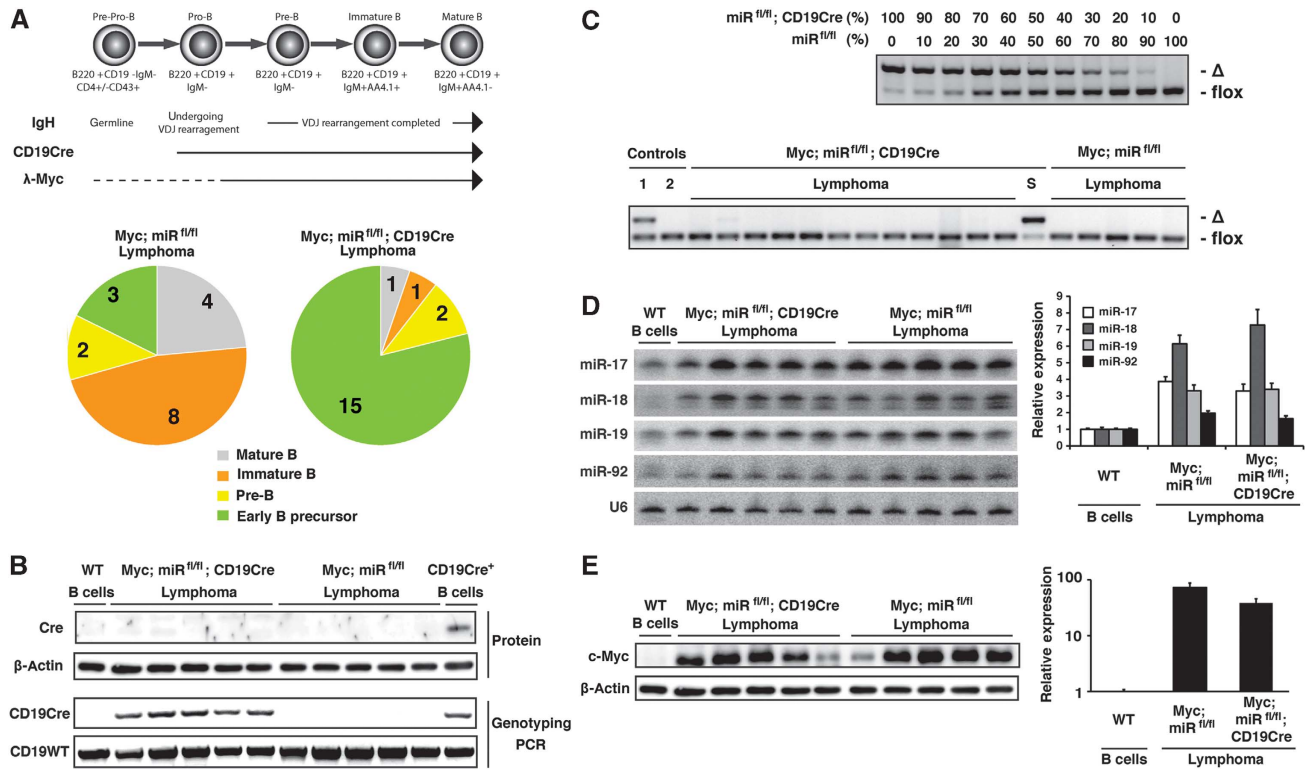 A
Pre-Pro-B Pro-B Pre-B Immature B Mature B
B220 +CD19 -IgM- B220 +CD19 + B220 +CD19 + B220 +CD19 + B220 +CD19 +
CD4+/-CD43+ IgM- IgM- IgM+AA4.1+ IgM+AA4.1-
IgH Germline Undergoing VDJ rearragement VDJ rearrangement completed
CD19Cre
λ-Myc
Myc; miR fl/fl
Lymphoma
3
4
2
8
Myc; miR fl/fl; CD19Cre
Lymphoma
1
1
2
15
Mature B
Immature B
Pre-B
Early B precursor
B
WT Myc; miR fl/fl; CD19Cre Myc; miR fl/fl CD19Cre+
B cells Lymphoma Lymphoma B cells
Cre
β-Actin
Protein
CD19Cre
CD19WT
Genotyping
PCR
C
miR fl/fl; CD19Cre (%) 100 90 80 70 60 50 40 30 20 10 0
miR fl/fl (%) 0 10 20 30 40 50 60 70 80 90 100
- Δ
- flox
Controls Myc; miR fl/fl; CD19Cre Myc; miR fl/fl
1 2 Lymphoma S Lymphoma
- Δ
- flox
D
WT Myc; miR fl/fl; CD19Cre Myc; miR fl/fl
B cells Lymphoma Lymphoma
miR-17
miR-18
miR-19
miR-92
U6
Relative expression
9
8
7
6
5
4
3
2
1
0
miR-17
miR-18
miR-19
miR-92
WT
Myc;
miR fl/fl
Myc;
miR fl/fl;
CD19Cre
B cells Lymphoma
E
WT Myc; miR fl/fl; CD19Cre Myc; miR fl/fl
B cells Lymphoma Lymphoma
c-Myc
β-Actin
Relative expression
100
10
1
WT
Myc;
miR fl/fl
Myc;
miR fl/fl;
CD19Cre
B cells Lymphoma